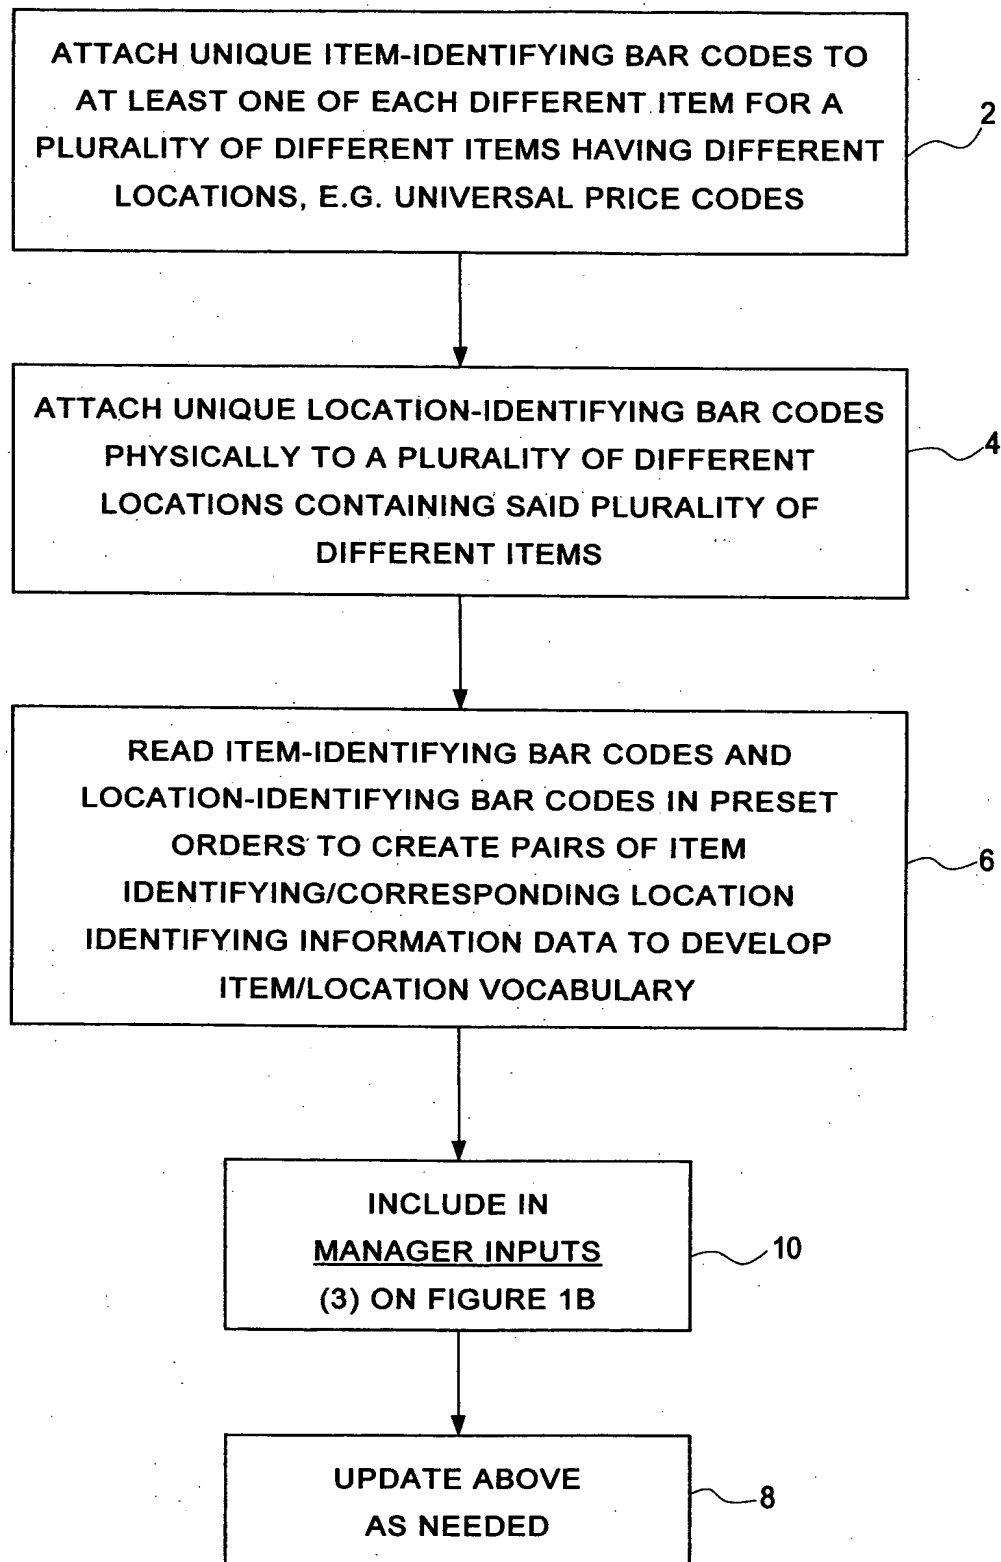 ATTACH UNIQUE ITEM-IDENTIFYING BAR CODES TO
AT LEAST ONE OF EACH DIFFERENT ITEM FOR A
PLURALITY OF DIFFERENT ITEMS HAVING DIFFERENT
LOCATIONS, E.G. UNIVERSAL PRICE CODES
2
ATTACH UNIQUE LOCATION-IDENTIFYING BAR CODES
PHYSICALLY TO A PLURALITY OF DIFFERENT
LOCATIONS CONTAINING SAID PLURALITY OF
DIFFERENT ITEMS
4
READ ITEM-IDENTIFYING BAR CODES AND
LOCATION-IDENTIFYING BAR CODES IN PRESET
ORDERS TO CREATE PAIRS OF ITEM
IDENTIFYING/CORRESPONDING LOCATION
IDENTIFYING INFORMATION DATA TO DEVELOP
ITEM/LOCATION VOCABULARY
6
INCLUDE IN
MANAGER INPUTS
(3) ON FIGURE 1B
10
UPDATE ABOVE
AS NEEDED
8